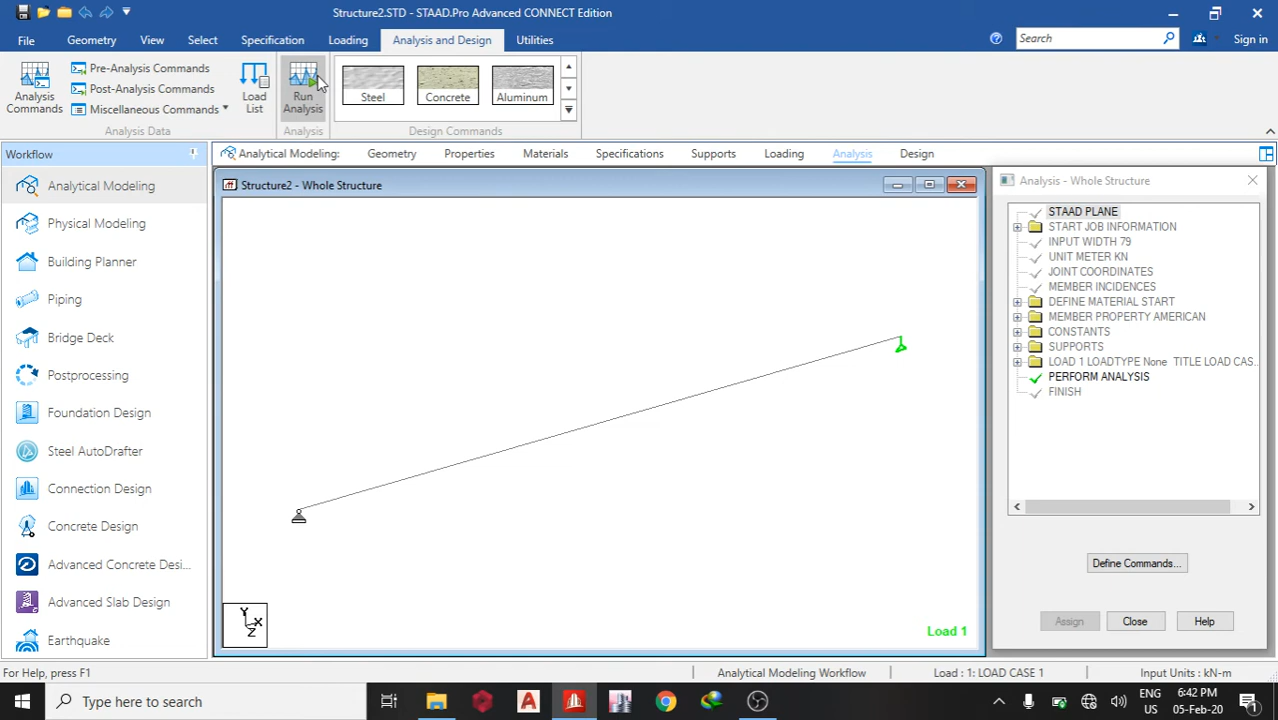 Structure2.STD - STAAD.Pro Advanced CONNECT Edition
File Geometry View Select Specification Loading Analysis and Design Utilities Search Sign in
Analysis Commands
Pre-Analysis Commands
Post-Analysis Commands
Miscellaneous Commands
Load List
Run Analysis
Steel Concrete Aluminum
Analysis Data Analysis Design Commands
Workflow
Analytical Modeling
Physical Modeling
Building Planner
Piping
Bridge Deck
Postprocessing
Foundation Design
Steel AutoDrafter
Connection Design
Concrete Design
Advanced Concrete Desi...
Advanced Slab Design
Earthquake
Analytical Modeling: Geometry Properties Materials Specifications Supports Loading Analysis Design
Structure2 - Whole Structure
Y
X
Z
Load 1
Analysis - Whole Structure
STAAD PLANE
START JOB INFORMATION
INPUT WIDTH 79
UNIT METER KN
JOINT COORDINATES
MEMBER INCIDENCES
DEFINE MATERIAL START
MEMBER PROPERTY AMERICAN
CONSTANTS
SUPPORTS
LOAD 1 LOADTYPE None TITLE LOAD CAS...
PERFORM ANALYSIS
FINISH
Define Commands...
Assign Close Help
For Help, press F1 Analytical Modeling Workflow Load : 1: LOAD CASE 1 Input Units : kN-m
Type here to search
ENG
US
6:42 PM
05-Feb-20
1